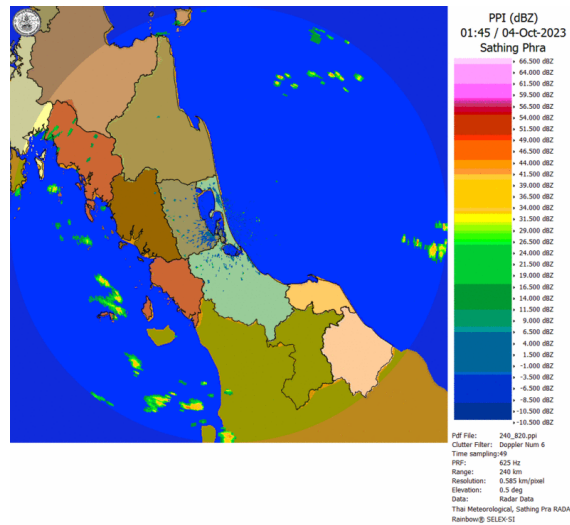 PPI (dBZ)
01:45 / 04-Oct-2023
Sathing Phra
66.500 dBZ
64.000 dBZ
61.500 dBZ
59.500 dBZ
56.500 dBZ
54.000 dBZ
51.500 dBZ
49.000 dBZ
46.500 dBZ
44.000 dBZ
41.500 dBZ
39.000 dBZ
36.500 dBZ
34.000 dBZ
31.500 dBZ
29.000 dBZ
26.500 dBZ
24.000 dBZ
21.500 dBZ
19.000 dBZ
16.500 dBZ
14.000 dBZ
11.500 dBZ
9.000 dBZ
6.500 dBZ
4.000 dBZ
1.500 dBZ
-1.000 dBZ
-3.500 dBZ
-6.500 dBZ
-8.500 dBZ
-10.500 dBZ
-10.500 dBZ
Pdf File: 240_820.ppi
Clutter Filter: Doppler Num 6
Time sampling:49
PRF: 625 Hz
Range: 240 km
Resolution: 0.585 km/pixel
Elevation: 0.5 deg
Data: Radar Data
Thai Meteorological, Sathing Pra RADA
Rainbow® SELEX-SI